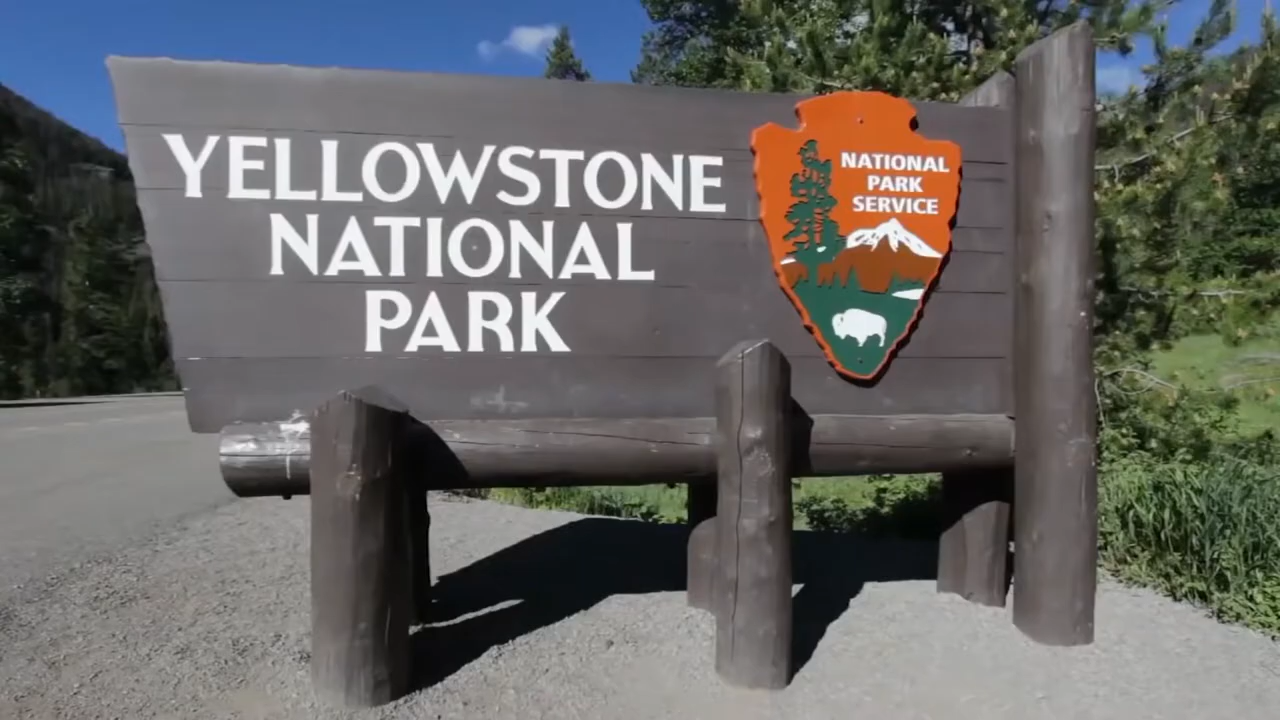 YELLOWSTONE
NATIONAL
PARK
NATIONAL
PARK
SERVICE